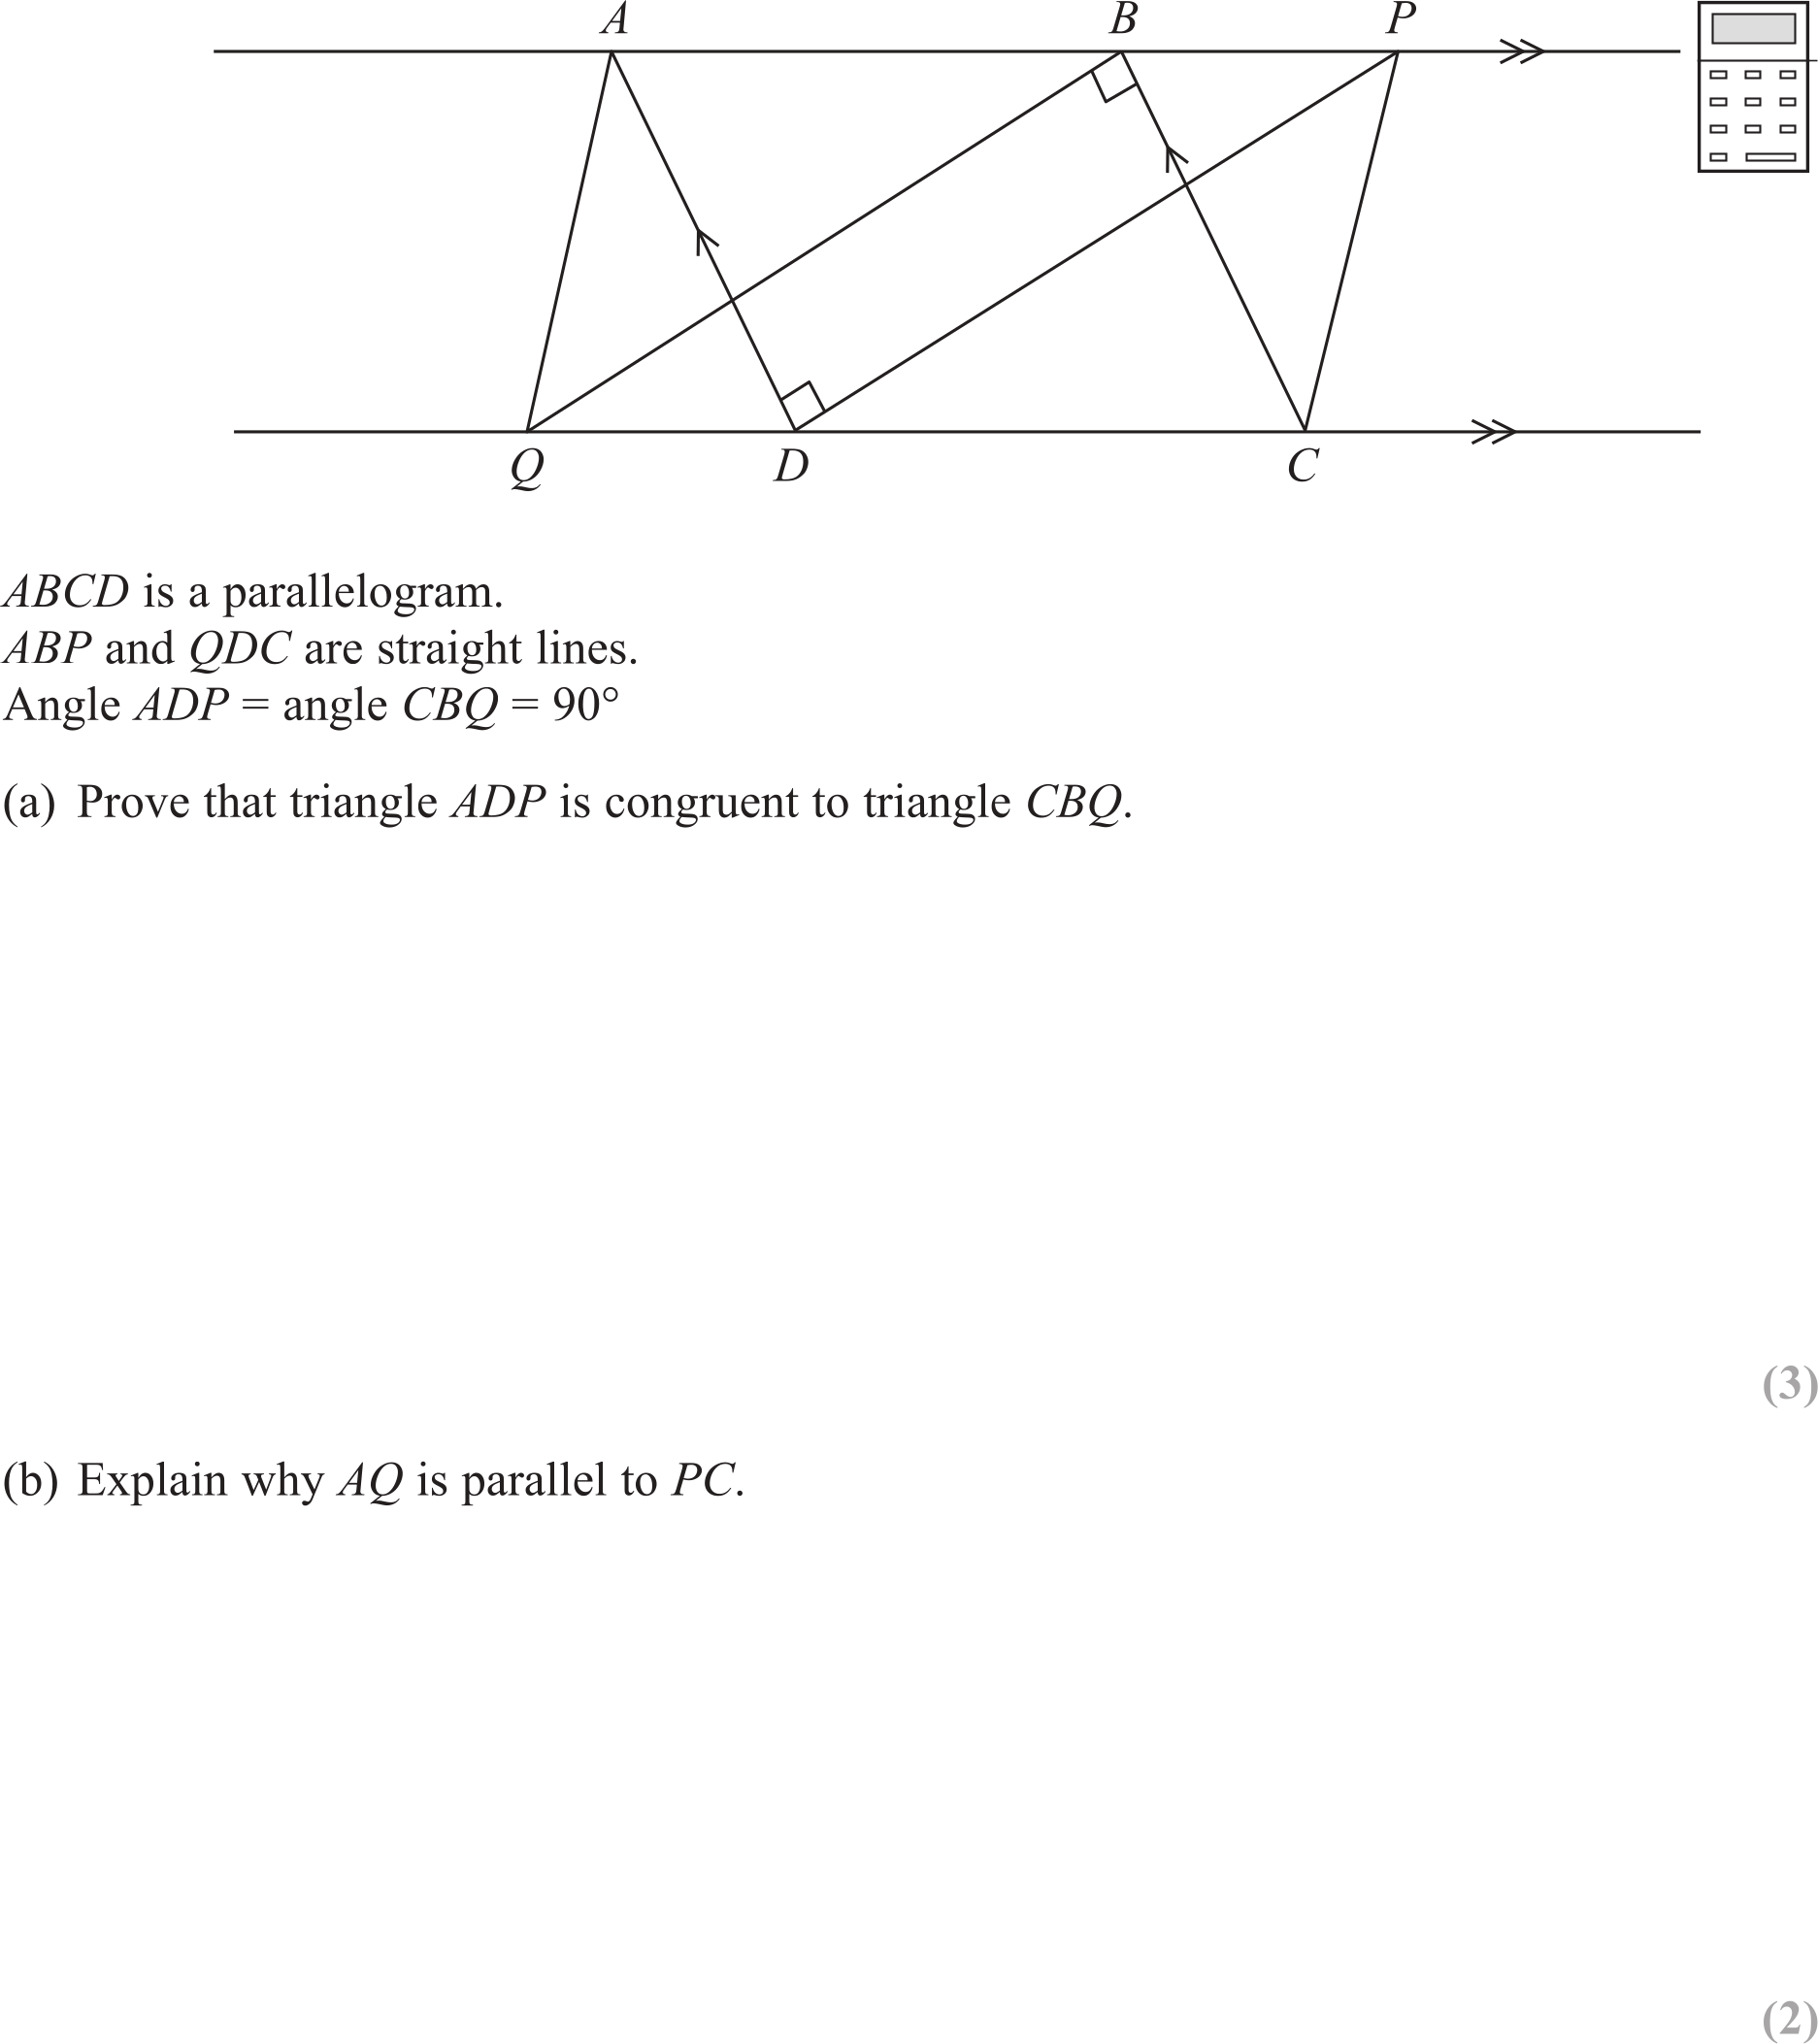 A B P
Q D C
ABCD is a parallelogram.
ABP and QDC are straight lines.
Angle ADP = angle CBQ = 90°
(a) Prove that triangle ADP is congruent to triangle CBQ.
(3)
(b) Explain why AQ is parallel to PC.
(2)